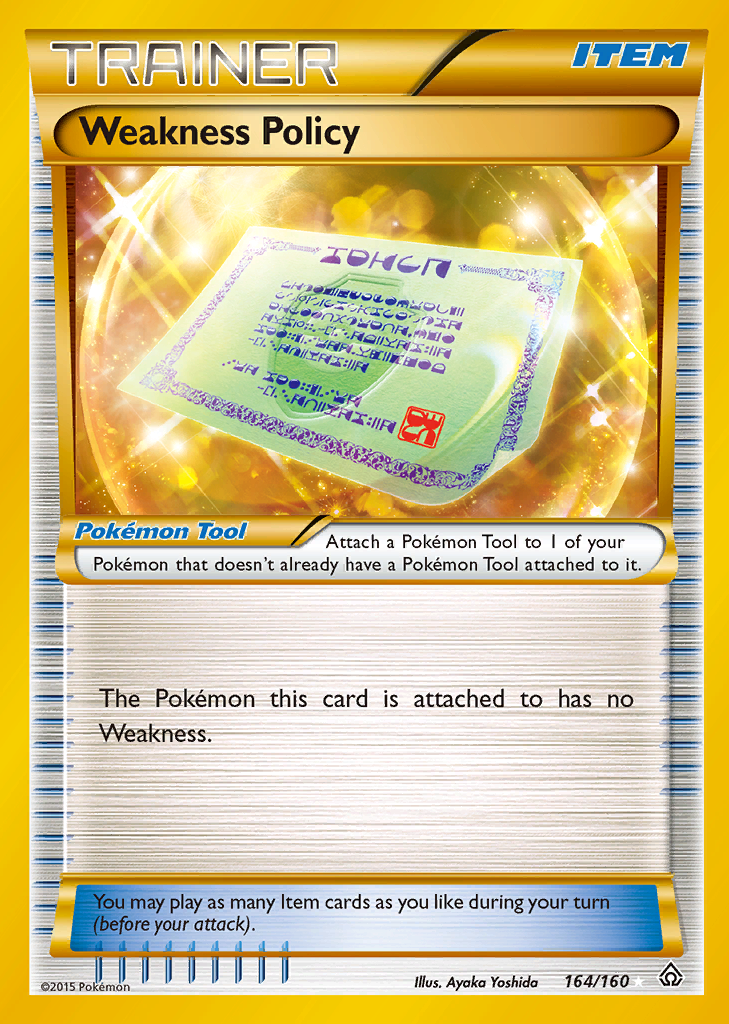 TRAINER
ITEM
Weakness Policy
Pokémon Tool
Attach a Pokémon Tool to 1 of your
Pokémon that doesn't already have a Pokémon Tool attached to it.
The Pokémon this card is attached to has no
Weakness.
You may play as many Item cards as you like during your turn
(before your attack).
©2015 Pokémon
Illus. Ayaka Yoshida
164/160